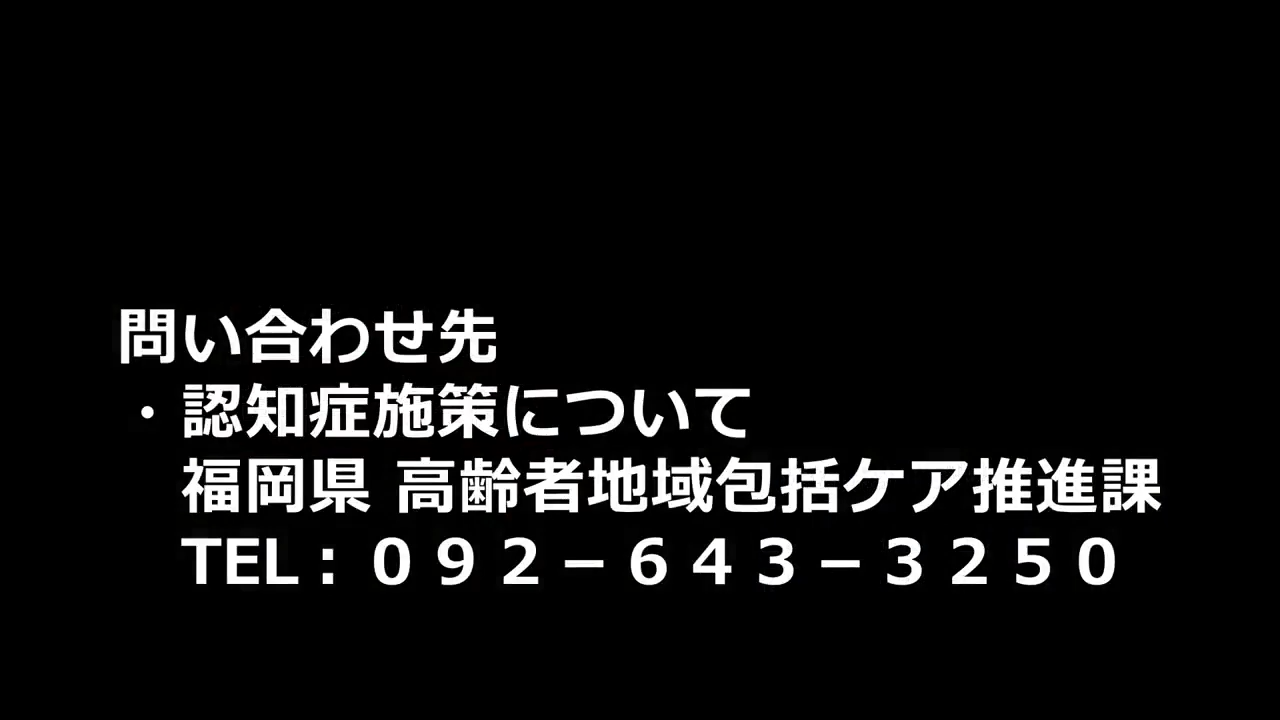 問い合わせ先
・認知症施策について
福岡県 高齢者地域包括ケア推進課
TEL：０９２－６４３－３２５０